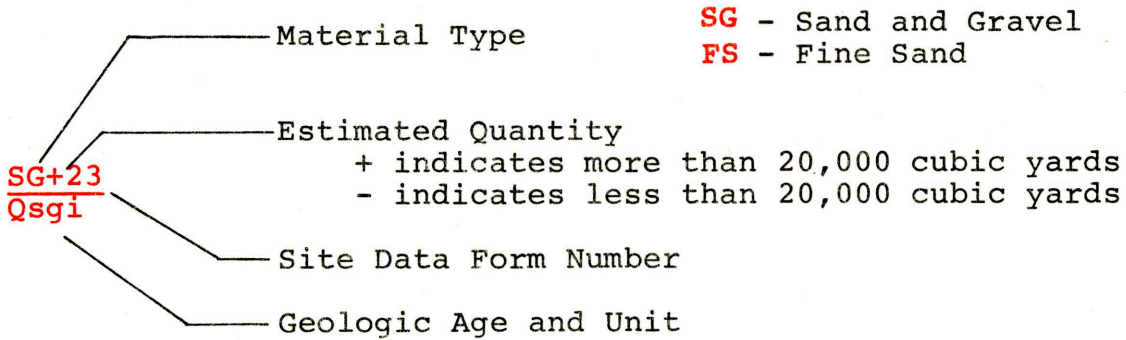 Material Type
SG - Sand and Gravel
FS - Fine Sand
Estimated Quantity
+ indicates more than 20,000 cubic yards
- indicates less than 20,000 cubic yards
SG+23
Qsgi
Site Data Form Number
Geologic Age and Unit